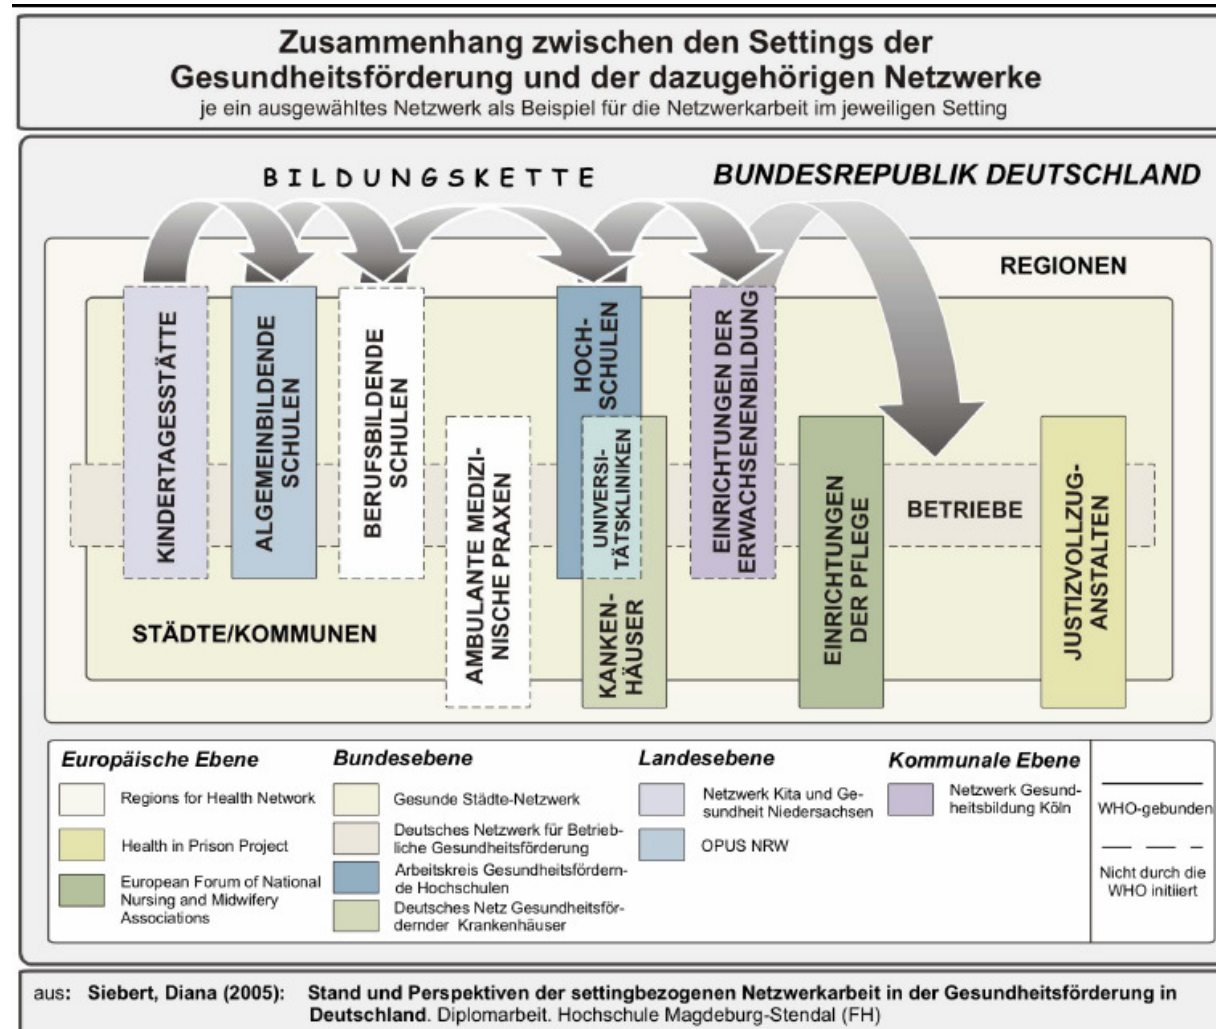 Zusammenhang zwischen den Settings der
Gesundheitsförderung und der dazugehörigen Netzwerke
je ein ausgewähltes Netzwerk als Beispiel für die Netzwerkarbeit im jeweiligen Setting
BILDUNGSKETTE
BUNDESREPUBLIK DEUTSCHLAND
REGIONEN
KINDERTAGESSTÄTTE
ALGEMEINBILDENDE
SCHULEN
BERUFSBILDENDE
SCHULEN
AMBULANTE MEDIZI-
NISCHE PRAXEN
HOCH-
SCHULEN
UNIVERSI-
TÄTSKLINIKEN
KANKEN-
HÄUSER
EINRICHTUNGEN DER
ERWACHSENENBILDUNG
EINRICHTUNGEN
DER PFLEGE
BETRIEBE
JUSTIZVOLLZUG-
ANSTALTEN
STÄDTE/KOMMUNEN
Europäische Ebene
Regions for Health Network
Health in Prison Project
European Forum of National
Nursing and Midwifery
Associations
Bundesebene
Gesunde Städte-Netzwerk
Deutsches Netzwerk für Betrieb-
liche Gesundheitsförderung
Arbeitskreis Gesundheitsfördern-
de Hochschulen
Deutsches Netz Gesundheitsför-
dernder Krankenhäuser
Landesebene
Netzwerk Kita und Ge-
sundheit Niedersachsen
OPUS NRW
Kommunale Ebene
Netzwerk Gesund-
heitsbildung Köln
WHO-gebunden
Nicht durch die
WHO initiiert
aus: Siebert, Diana (2005): Stand und Perspektiven der settingbezogenen Netzwerkarbeit in der Gesundheitsförderung in
Deutschland. Diplomarbeit. Hochschule Magdeburg-Stendal (FH)